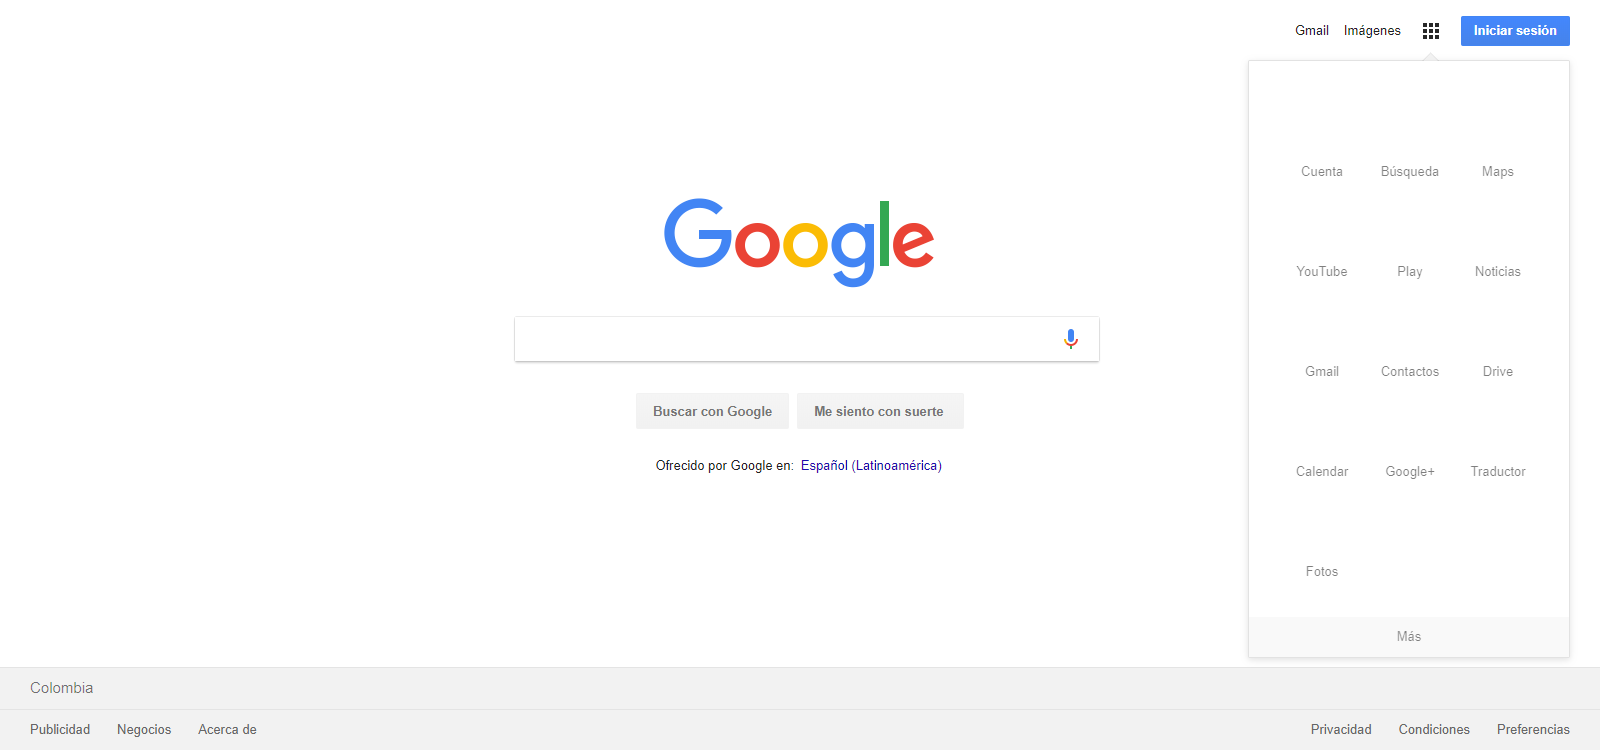 Gmail Imágenes Iniciar sesión
Cuenta Búsqueda Maps
YouTube Play Noticias
Gmail Contactos Drive
Calendar Google+ Traductor
Fotos
Más
Google
Buscar con Google Me siento con suerte
Ofrecido por Google en: Español (Latinoamérica)
Colombia
Publicidad Negocios Acerca de Privacidad Condiciones Preferencias